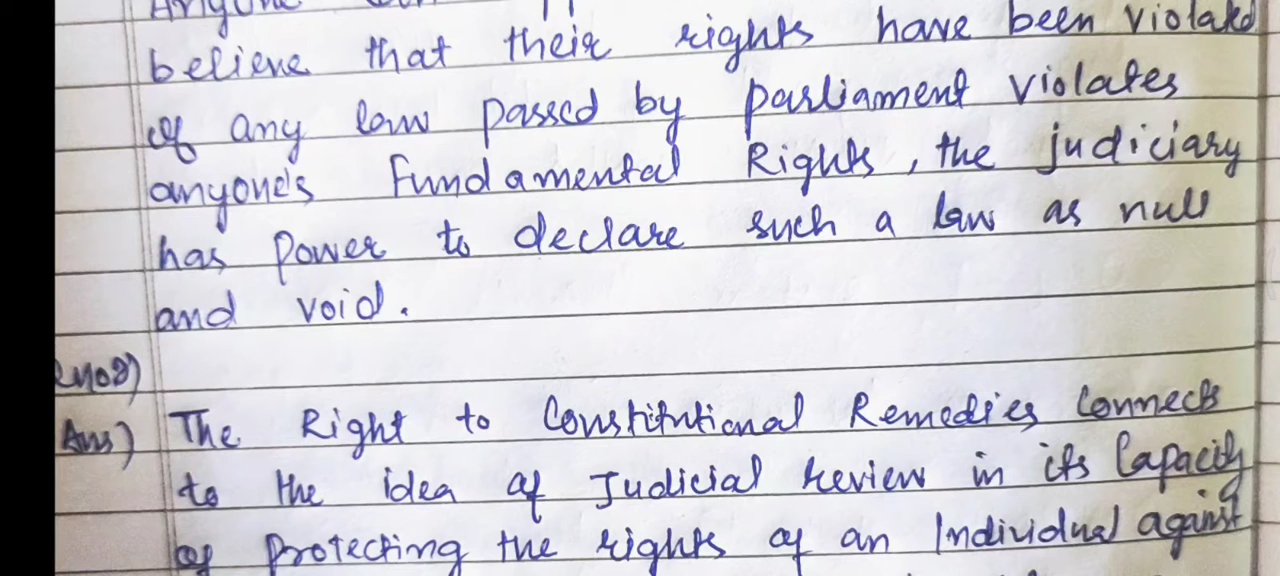 Anyone
believe that their rights have been violated
of any law passed by parliament violates
anyone's Fundamental Rights, the judiciary
has power to declare such a law as null
and void.
Ans) The Right to Constitutional Remedies connects
to the idea of Judicial review in its Capacity
of protecting the rights of an Individual against